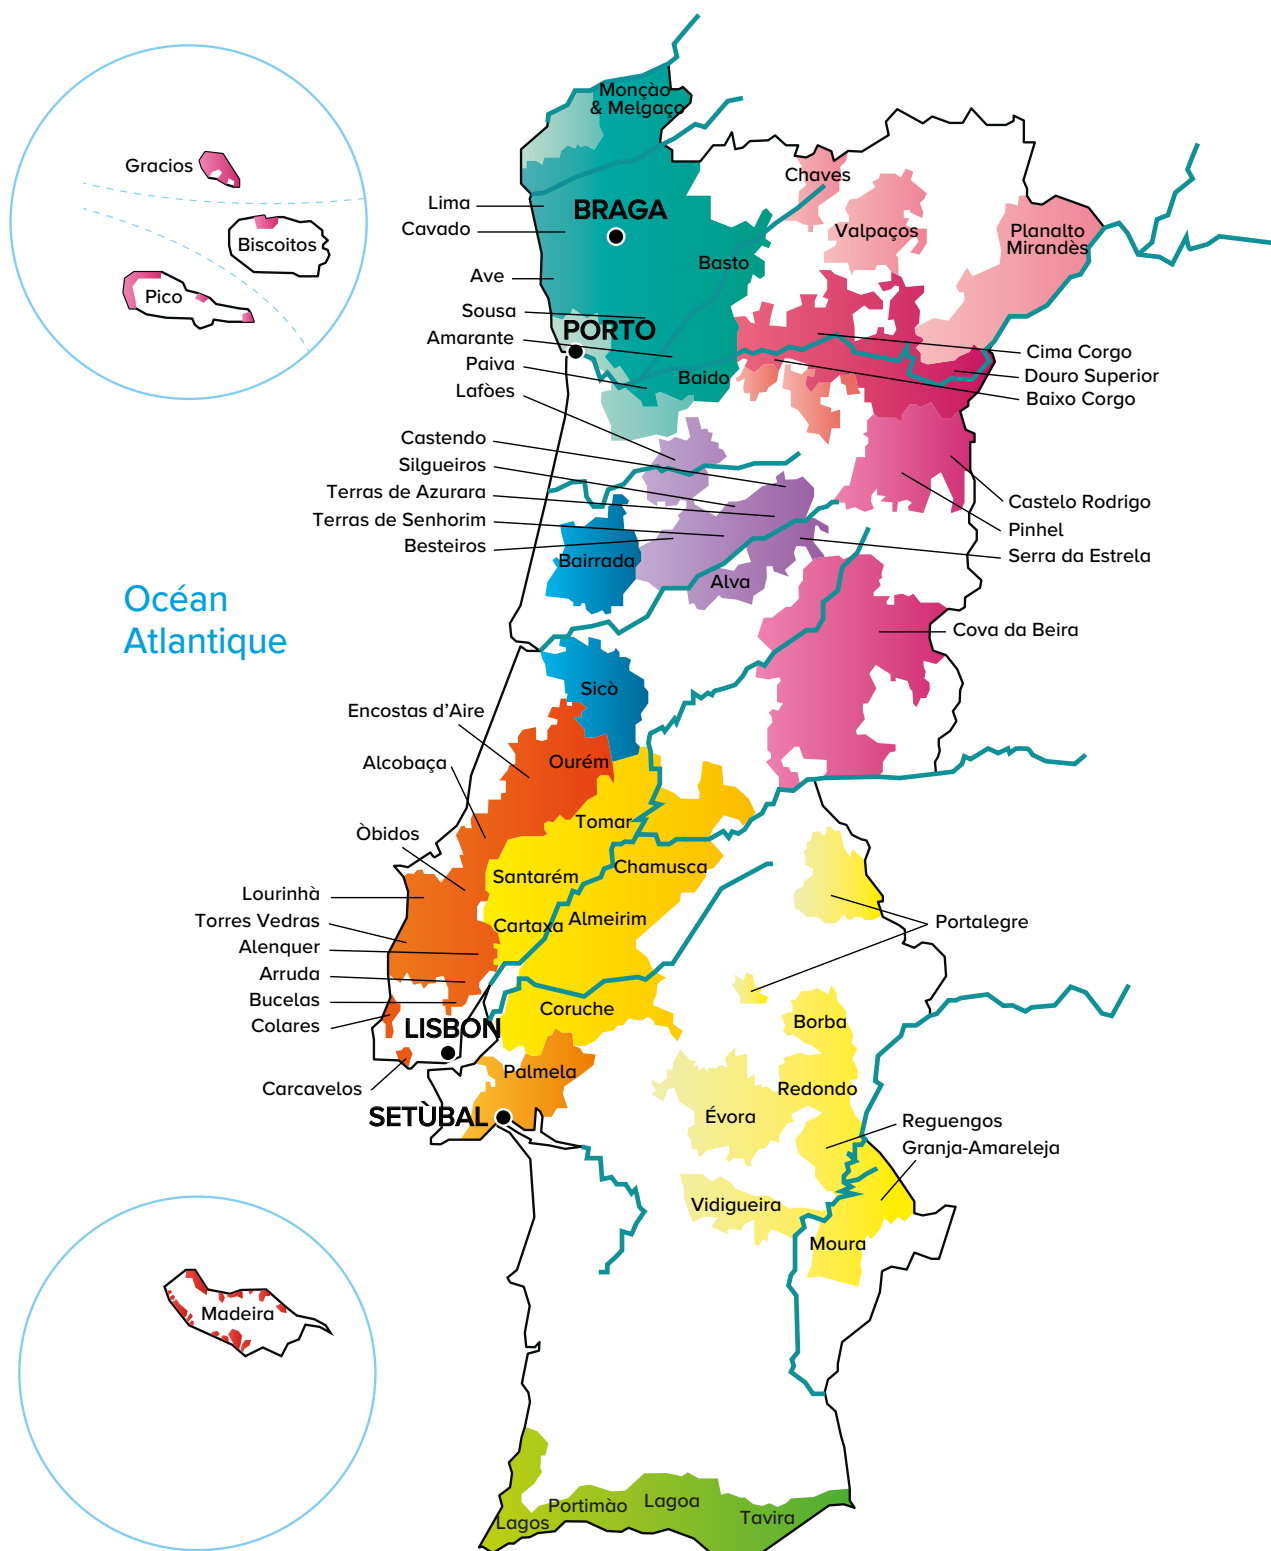 Monçào
& Melgaço
Gracios
Chaves
Lima
BRAGA
Cavado
Valpaços
Planalto
Mirandès
Biscoitos
Basto
Ave
Pico
Sousa
PORTO
Amarante
Cima Corgo
Paiva
Baido
Douro Superior
Lafòes
Baixo Corgo
Castendo
Silgueiros
Terras de Azurara
Castelo Rodrigo
Terras de Senhorim
Pinhel
Besteiros
Serra da Estrela
Bairrada
Alva
Océan
Atlantique
Cova da Beira
Sicò
Encostas d’Aire
Alcobaça
Ourém
Òbidos
Tomar
Chamusca
Santarém
Lourinhà
Torres Vedras
Cartaxa
Almeirim
Portalegre
Alenquer
Arruda
Bucelas
Coruche
Colares
LISBON
Borba
Carcavelos
Palmela
Redondo
SETÙBAL
Évora
Reguengos
Granja-Amareleja
Vidigueira
Moura
Madeira
Lagos
Portimào
Lagoa
Tavira